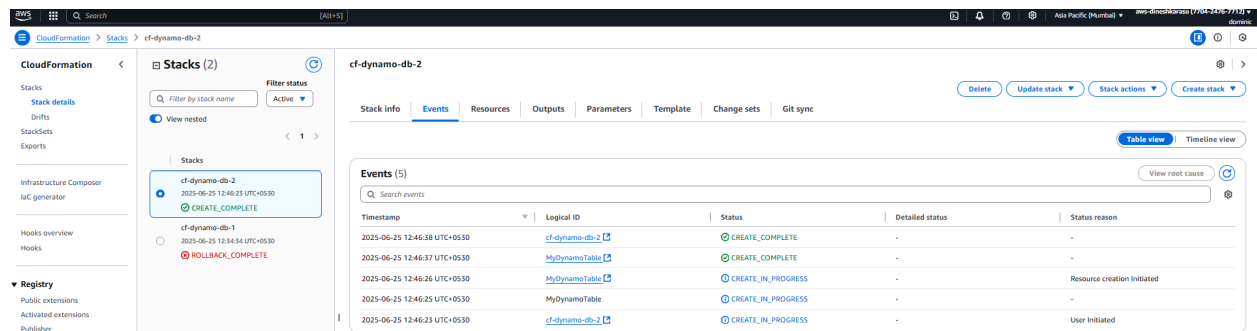 aws
Search
[Alt+S]
Asia Pacific (Mumbai)
aws-dineshkarasu (7704-2476-7712)
dominic
CloudFormation > Stacks > cf-dynamo-db-2
CloudFormation
Stacks
Stack details
Drifts
StackSets
Exports
Infrastructure Composer
IaC generator
Hooks overview
Hooks
Registry
Public extensions
Activated extensions
Publisher
Stacks (2)
Filter status
Filter by stack name
Active
View nested
1
Stacks
cf-dynamo-db-2
2025-06-25 12:46:23 UTC+0530
CREATE_COMPLETE
cf-dynamo-db-1
2025-06-25 12:34:34 UTC+0530
ROLLBACK_COMPLETE
cf-dynamo-db-2
Delete Update stack Stack actions Create stack
Stack info Events Resources Outputs Parameters Template Change sets Git sync
Table view Timeline view
Events (5)
View root cause
Search events
Timestamp Logical ID Status Detailed status Status reason
2025-06-25 12:46:38 UTC+0530 cf-dynamo-db-2 CREATE_COMPLETE - -
2025-06-25 12:46:37 UTC+0530 MyDynamoTable CREATE_COMPLETE - -
2025-06-25 12:46:26 UTC+0530 MyDynamoTable CREATE_IN_PROGRESS - Resource creation Initiated
2025-06-25 12:46:25 UTC+0530 MyDynamoTable CREATE_IN_PROGRESS - -
2025-06-25 12:46:23 UTC+0530 cf-dynamo-db-2 CREATE_IN_PROGRESS - User Initiated